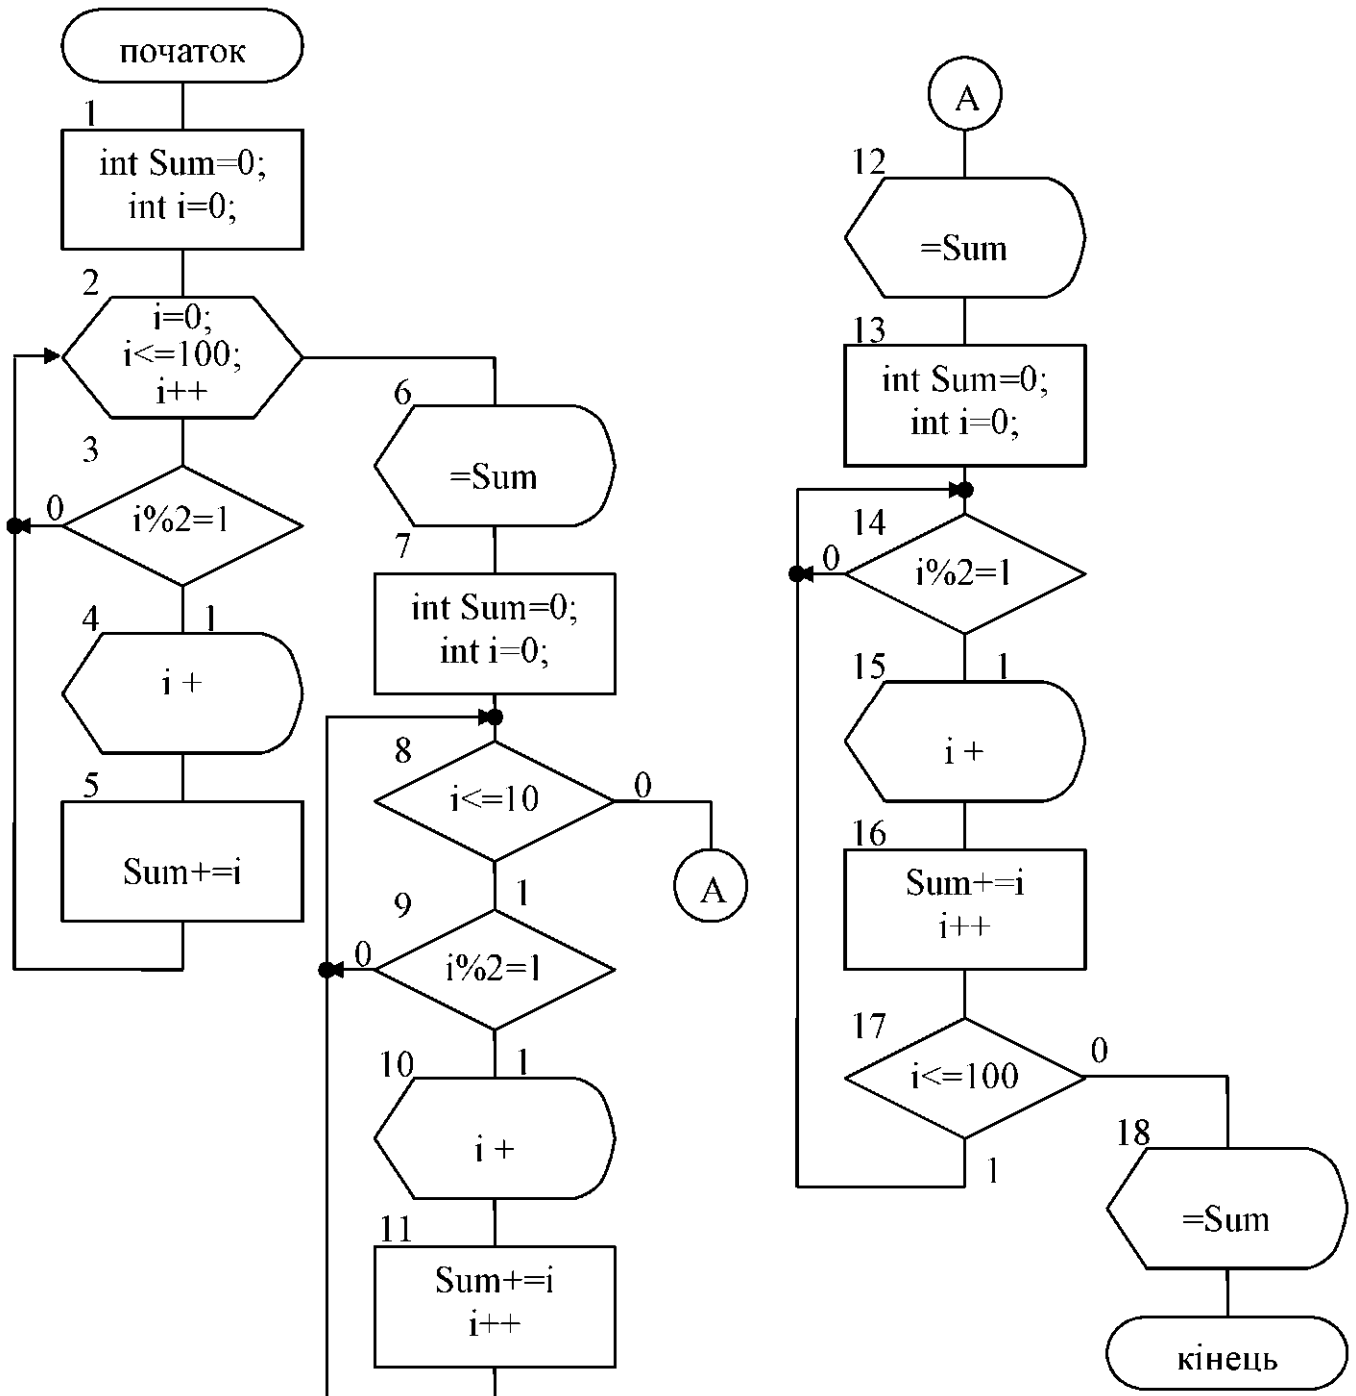 початок
1
int Sum=0;
int i=0;
2
i=0;
i<=100;
i++
3
0
i%2=1
4
1
i +
5
Sum+=i
6
=Sum
7
int Sum=0;
int i=0;
8
i<=10
0
A
1
9
0
i%2=1
10
1
i +
11
Sum+=i
i++
A
12
=Sum
13
int Sum=0;
int i=0;
14
0
i%2=1
15
1
i +
16
Sum+=i
i++
17
i<=100
0
1
18
=Sum
кінець